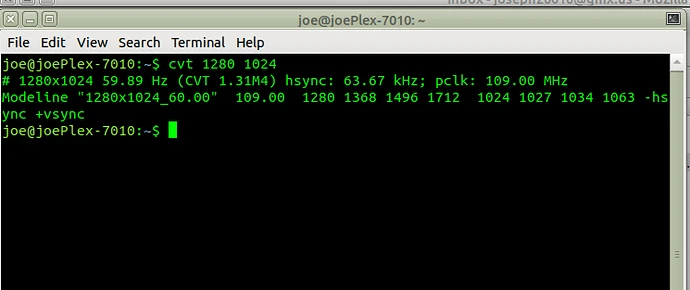 joe@joePlex-7010: ~
File Edit View Search Terminal Help
joe@joePlex-7010:~$ cvt 1280 1024
# 1280x1024 59.89 Hz (CVT 1.31M4) hsync: 63.67 kHz; pclk: 109.00 MHz
Modeline "1280x1024_60.00"  109.00  1280 1368 1496 1712  1024 1027 1034 1063 -hs
ync +vsync
joe@joePlex-7010:~$